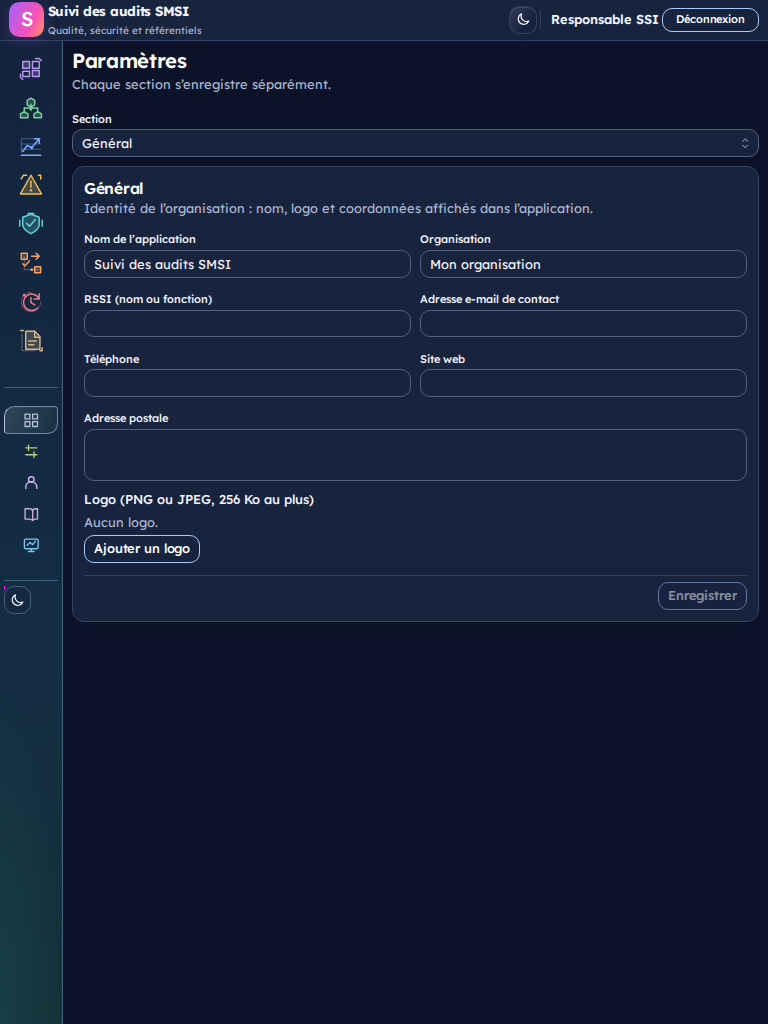 S
Suivi des audits SMSI
Qualité, sécurité et référentiels
Responsable SSI
Déconnexion
Paramètres
Chaque section s’enregistre séparément.
Section
Général
Général
Identité de l’organisation : nom, logo et coordonnées affichés dans l’application.
Nom de l’application
Organisation
Suivi des audits SMSI
Mon organisation
RSSI (nom ou fonction)
Adresse e-mail de contact
Téléphone
Site web
Adresse postale
Logo (PNG ou JPEG, 256 Ko au plus)
Aucun logo.
Ajouter un logo
Enregistrer